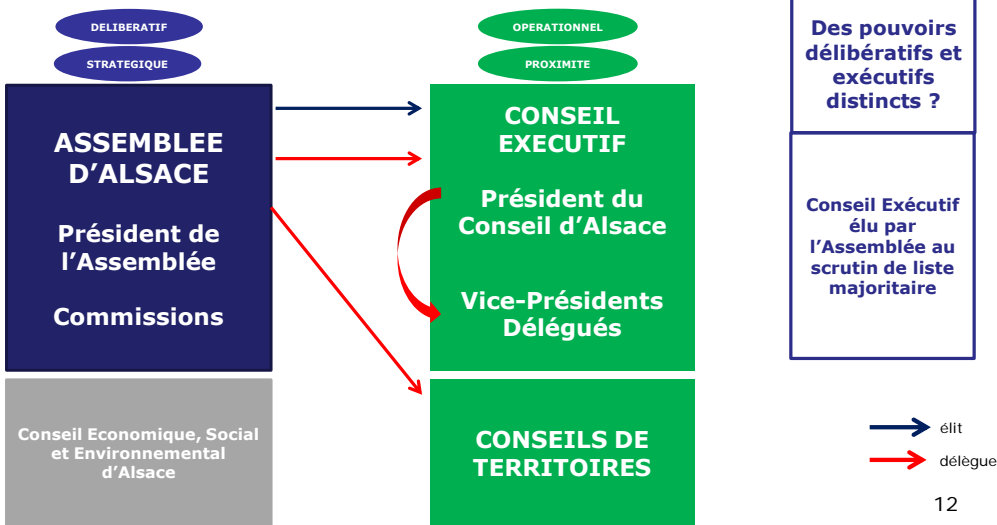 DELIBERATIF
STRATEGIQUE
ASSEMBLEE
D’ALSACE
Président de
l’Assemblée
Commissions
Conseil Economique, Social
et Environnemental
d’Alsace
OPERATIONNEL
PROXIMITE
CONSEIL
EXECUTIF
Président du
Conseil d’Alsace
Vice-Présidents
Délégués
CONSEILS DE
TERRITOIRES
Des pouvoirs
délibératifs et
exécutifs
distincts ?
Conseil Exécutif
élu par
l’Assemblée au
scrutin de liste
majoritaire
élit
délègue
12